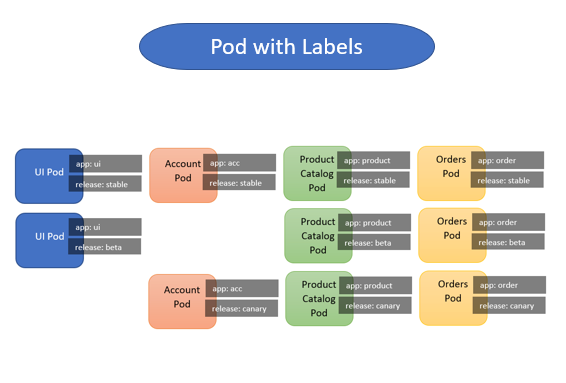 Pod with Labels
UI Pod
app: ui
release: stable
Account
Pod
app: acc
release: stable
Product
Catalog
Pod
app: product
release: stable
Orders
Pod
app: order
release: stable
UI Pod
app: ui
release: beta
Product
Catalog
Pod
app: product
release: beta
Orders
Pod
app: order
release: beta
Account
Pod
app: acc
release: canary
Product
Catalog
Pod
app: product
release: canary
Orders
Pod
app: order
release: canary